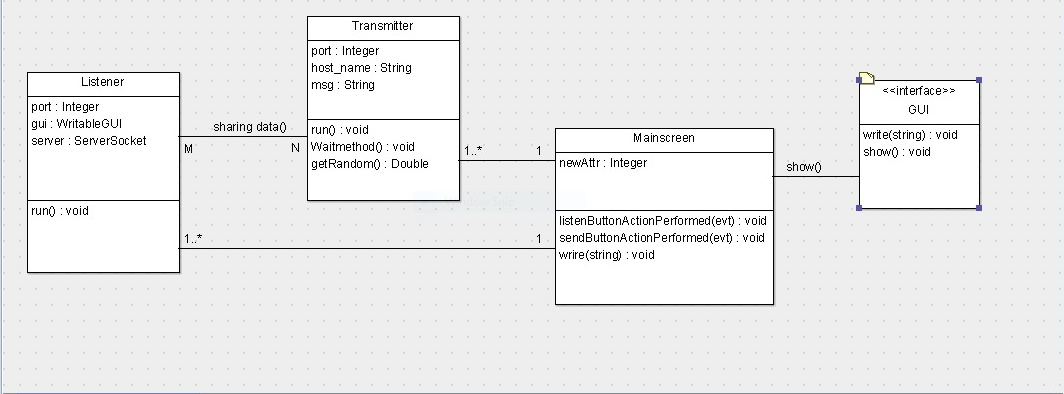 Transmitter
port : Integer
host_name : String
msg : String
run() : void
Waitmethod() : void
getRandom() : Double
Listener
port : Integer
gui : WritableGUI
server : ServerSocket
run() : void
sharing data()
M
N
1..*
1
1..*
1
Mainscreen
newAttr : Integer
listenButtonActionPerformed(evt) : void
sendButtonActionPerformed(evt) : void
wrire(string) : void
show()
<<interface>>
GUI
write(string) : void
show() : void